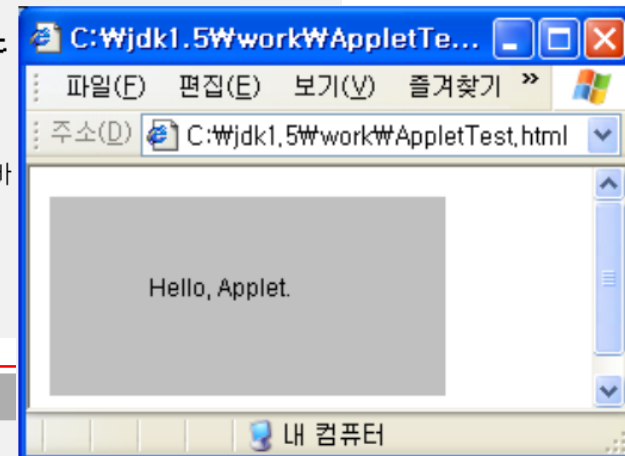 C:₩jdk1.5₩work₩AppletTe...
파일(F) 편집(E) 보기(V) 즐겨찾기 »
주소(D) C:₩jdk1.5₩work₩AppletTest.html
바
Hello, Applet.
내 컴퓨터